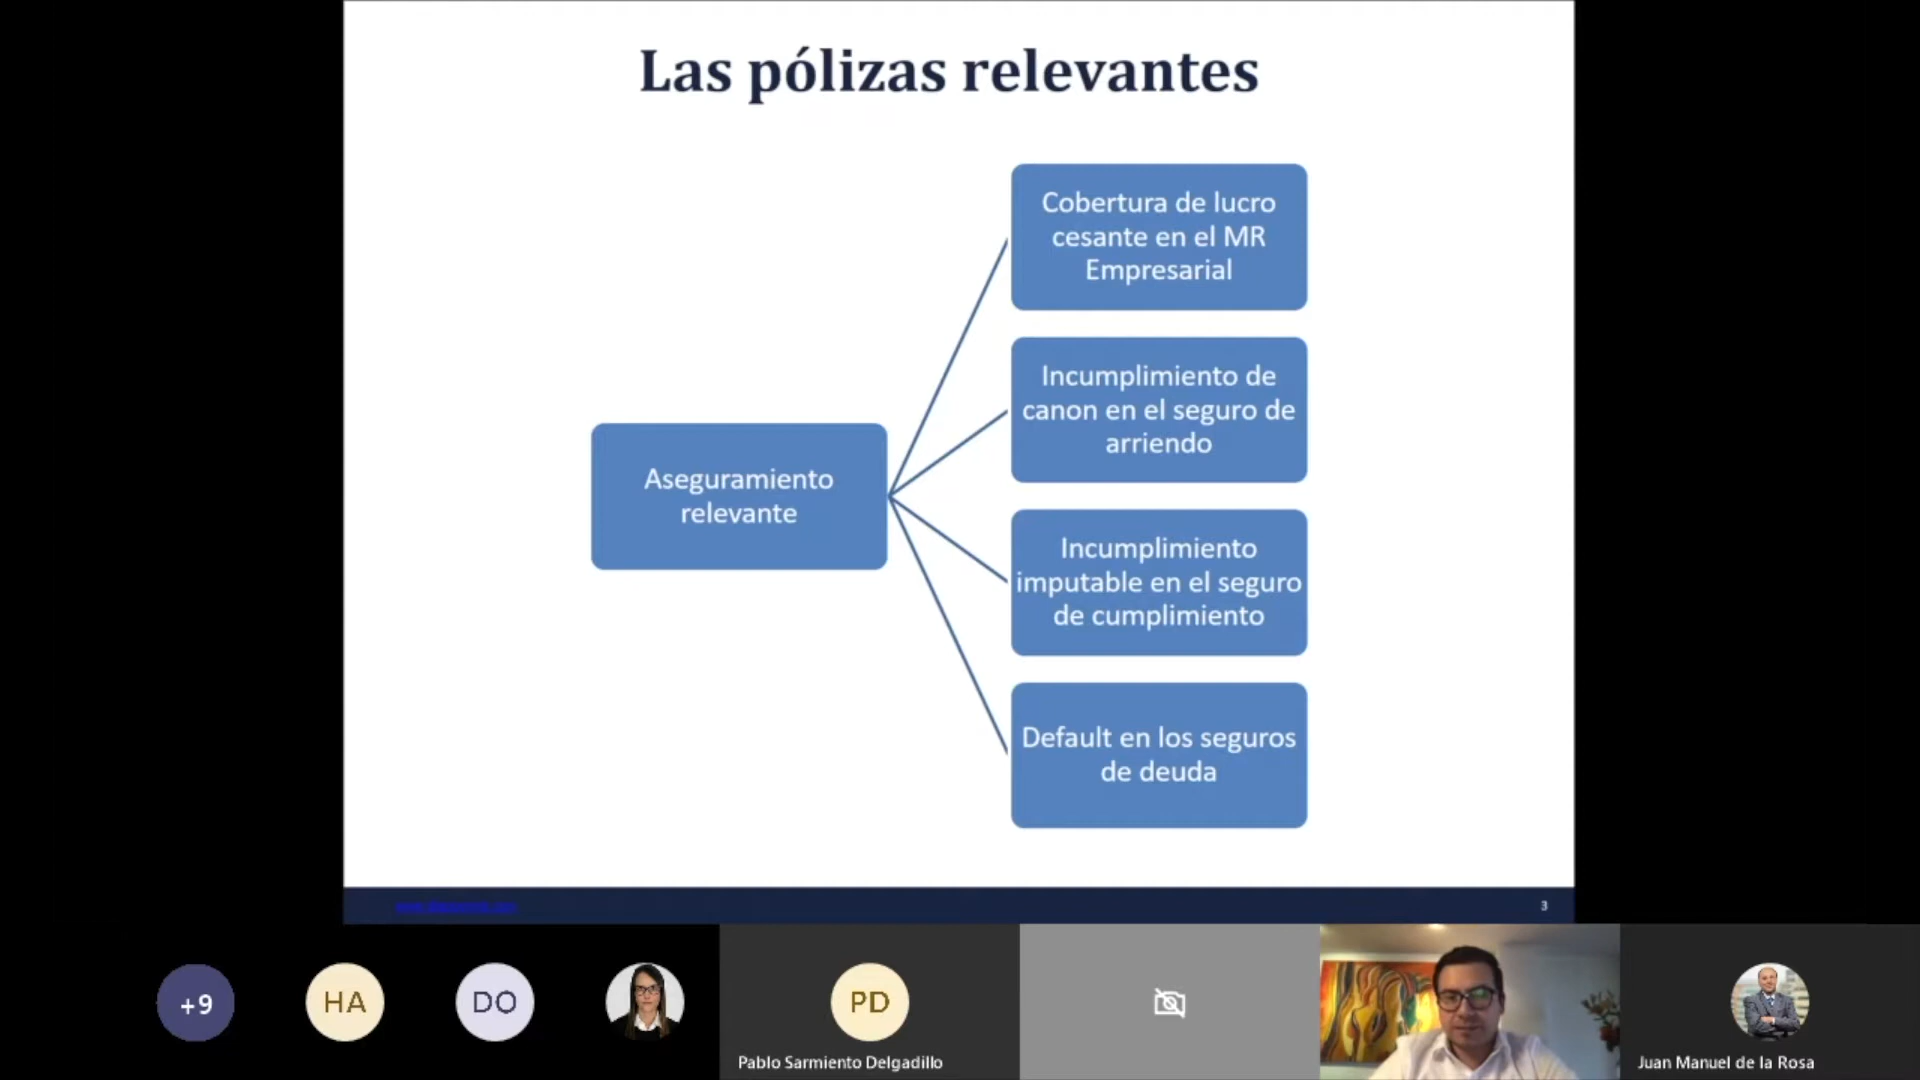 Las pólizas relevantes
Cobertura de lucro
cesante en el MR
Empresarial
Incumplimiento de
canon en el seguro de
arriendo
Aseguramiento
relevante
Incumplimiento
imputable en el seguro
de cumplimiento
Default en los seguros
de deuda
3
+9
HA
DO
PD
Pablo Sarmiento Delgadillo
Juan Manuel de la Rosa